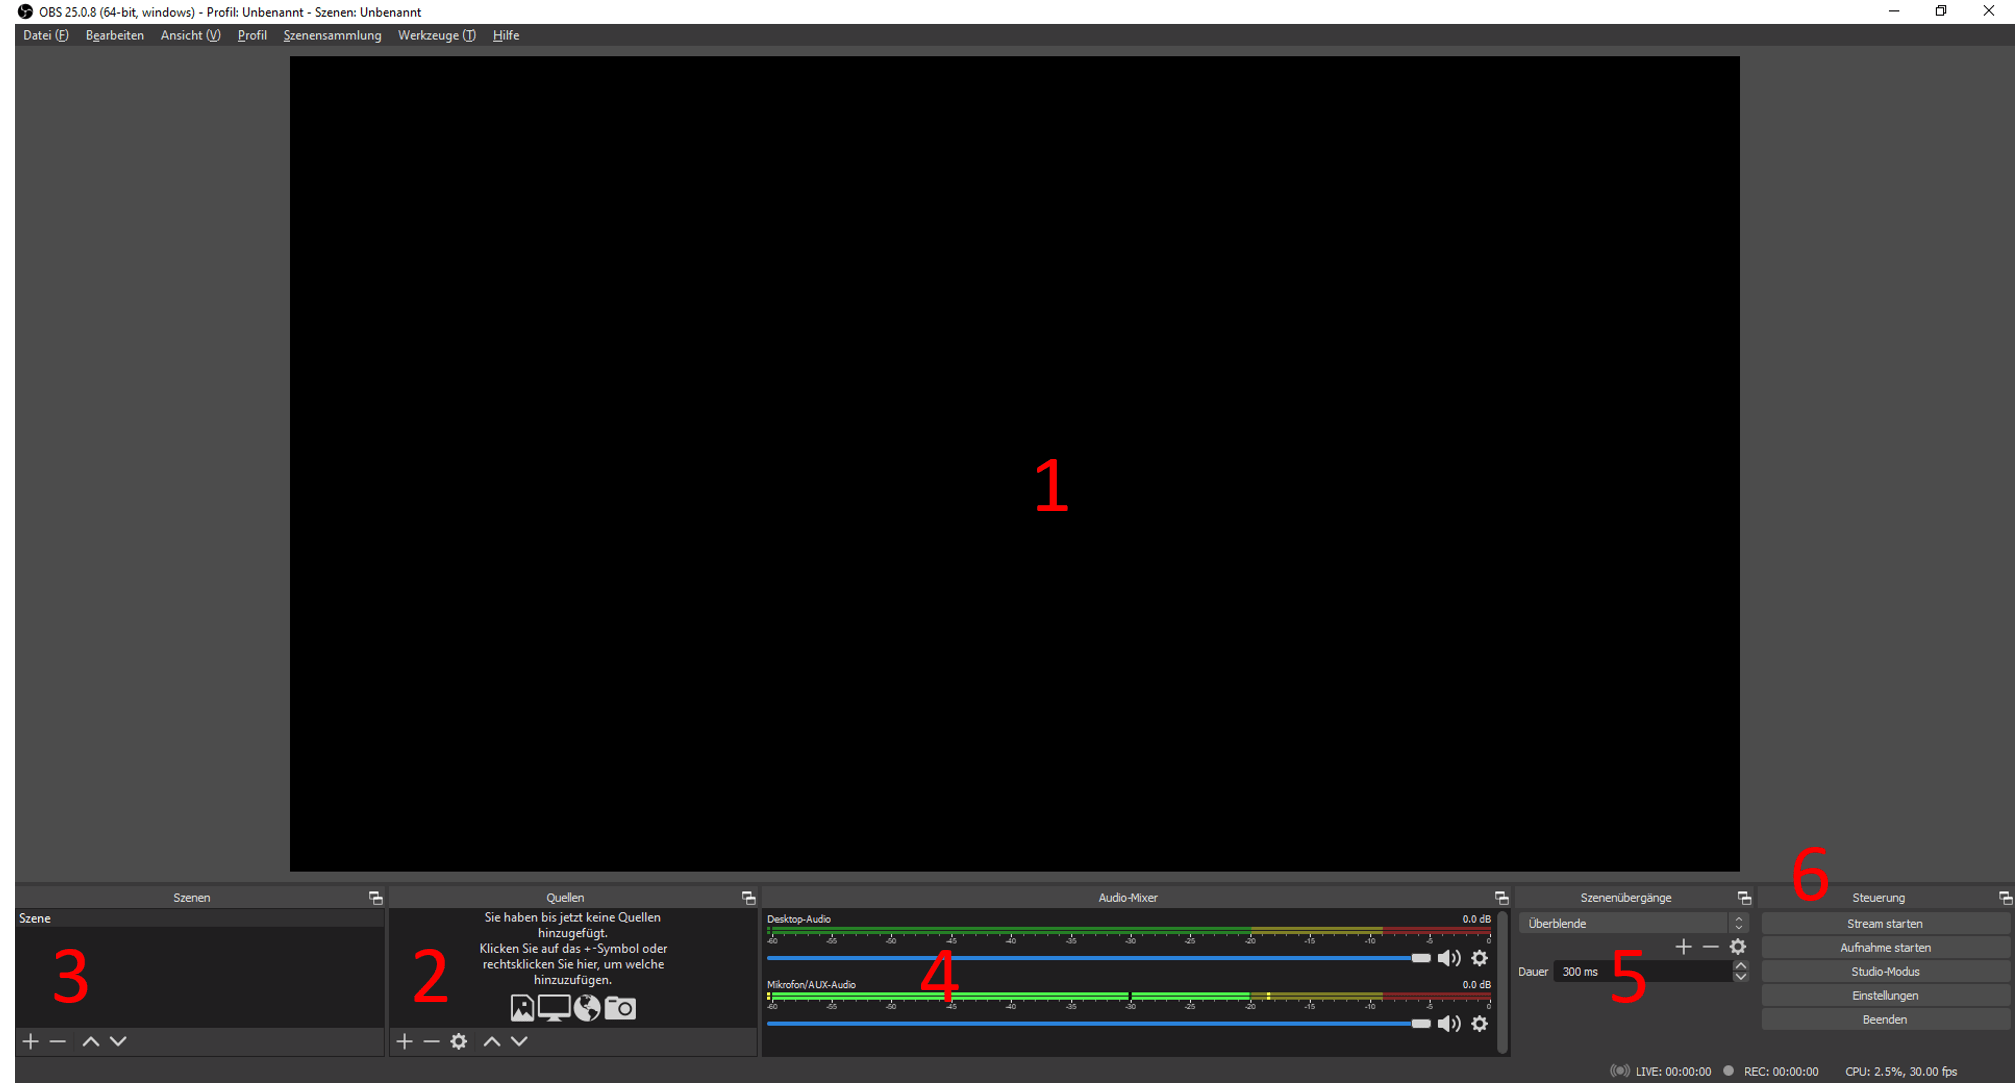 OBS 25.0.8 (64-bit, windows) - Profil: Unbenannt - Szenen: Unbenannt
Datei (F) Bearbeiten Ansicht (V) Profil Szenensammlung Werkzeuge (T) Hilfe
1
6
Szenen
Szene
3
Quellen
Sie haben bis jetzt keine Quellen
hinzugefügt.
Klicken Sie auf das +-Symbol oder
rechtsklicken Sie hier, um welche
hinzuzufügen.
2
Audio-Mixer
Desktop-Audio 0.0 dB
-60 -55 -50 -45 -40 -35 -30 -25 -20 -15 -10 -5 0
4
Mikrofon/AUX-Audio 0.0 dB
-60 -55 -50 -45 -40 -35 -30 -25 -20 -15 -10 -5 0
Szenenübergänge
Überblende
Dauer 300 ms
5
Steuerung
Stream starten
Aufnahme starten
Studio-Modus
Einstellungen
Beenden
LIVE: 00:00:00 REC: 00:00:00 CPU: 2.5%, 30.00 fps